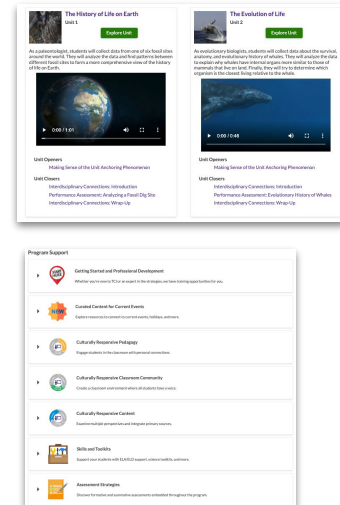 The History of Life on Earth
Unit 1
Explore Unit
As a paleontologist, students will collect data from one of six fossil sites
around the world. They will analyze the data and find patterns between
different fossil sites to form a more comprehensive view of the history
of life on Earth.
0:00 / 1:01
Unit Openers
Making Sense of the Unit Anchoring Phenomenon
Unit Closers
Interdisciplinary Connections: Introduction
Performance Assessment: Analyzing a Fossil Dig Site
Interdisciplinary Connections: Wrap-Up
The Evolution of Life
Unit 2
Explore Unit
As evolutionary biologists, students will collect data about the survival,
anatomy, and evolutionary history of whales. They will analyze the data
to explain why whales have internal organs more similar to those of
mammals that live on land. Finally, they will try to determine which
organism is the closest living relative to the whale.
0:00 / 0:46
Unit Openers
Making Sense of the Unit Anchoring Phenomenon
Unit Closers
Interdisciplinary Connections: Introduction
Performance Assessment: Evolutionary History of Whales
Interdisciplinary Connections: Wrap-Up
Program Support
START HERE
Getting Started and Professional Development
Whether you're new to TCI or an expert in the strategies, we have training opportunities for you.
NEW
Curated Content for Current Events
Explore resources to connect to current events, holidays, and more.
Culturally Responsive Pedagogy
Engage students in the classroom with personal connections.
Culturally Responsive Classroom Community
Create a classroom environment where all students have a voice.
Culturally Responsive Content
Examine multiple perspectives and integrate primary sources.
Skills and Toolkits
Support your students with ELA/ELD support, science toolkits, and more.
Assessment Strategies
Discover formative and summative assessments embedded throughout the program